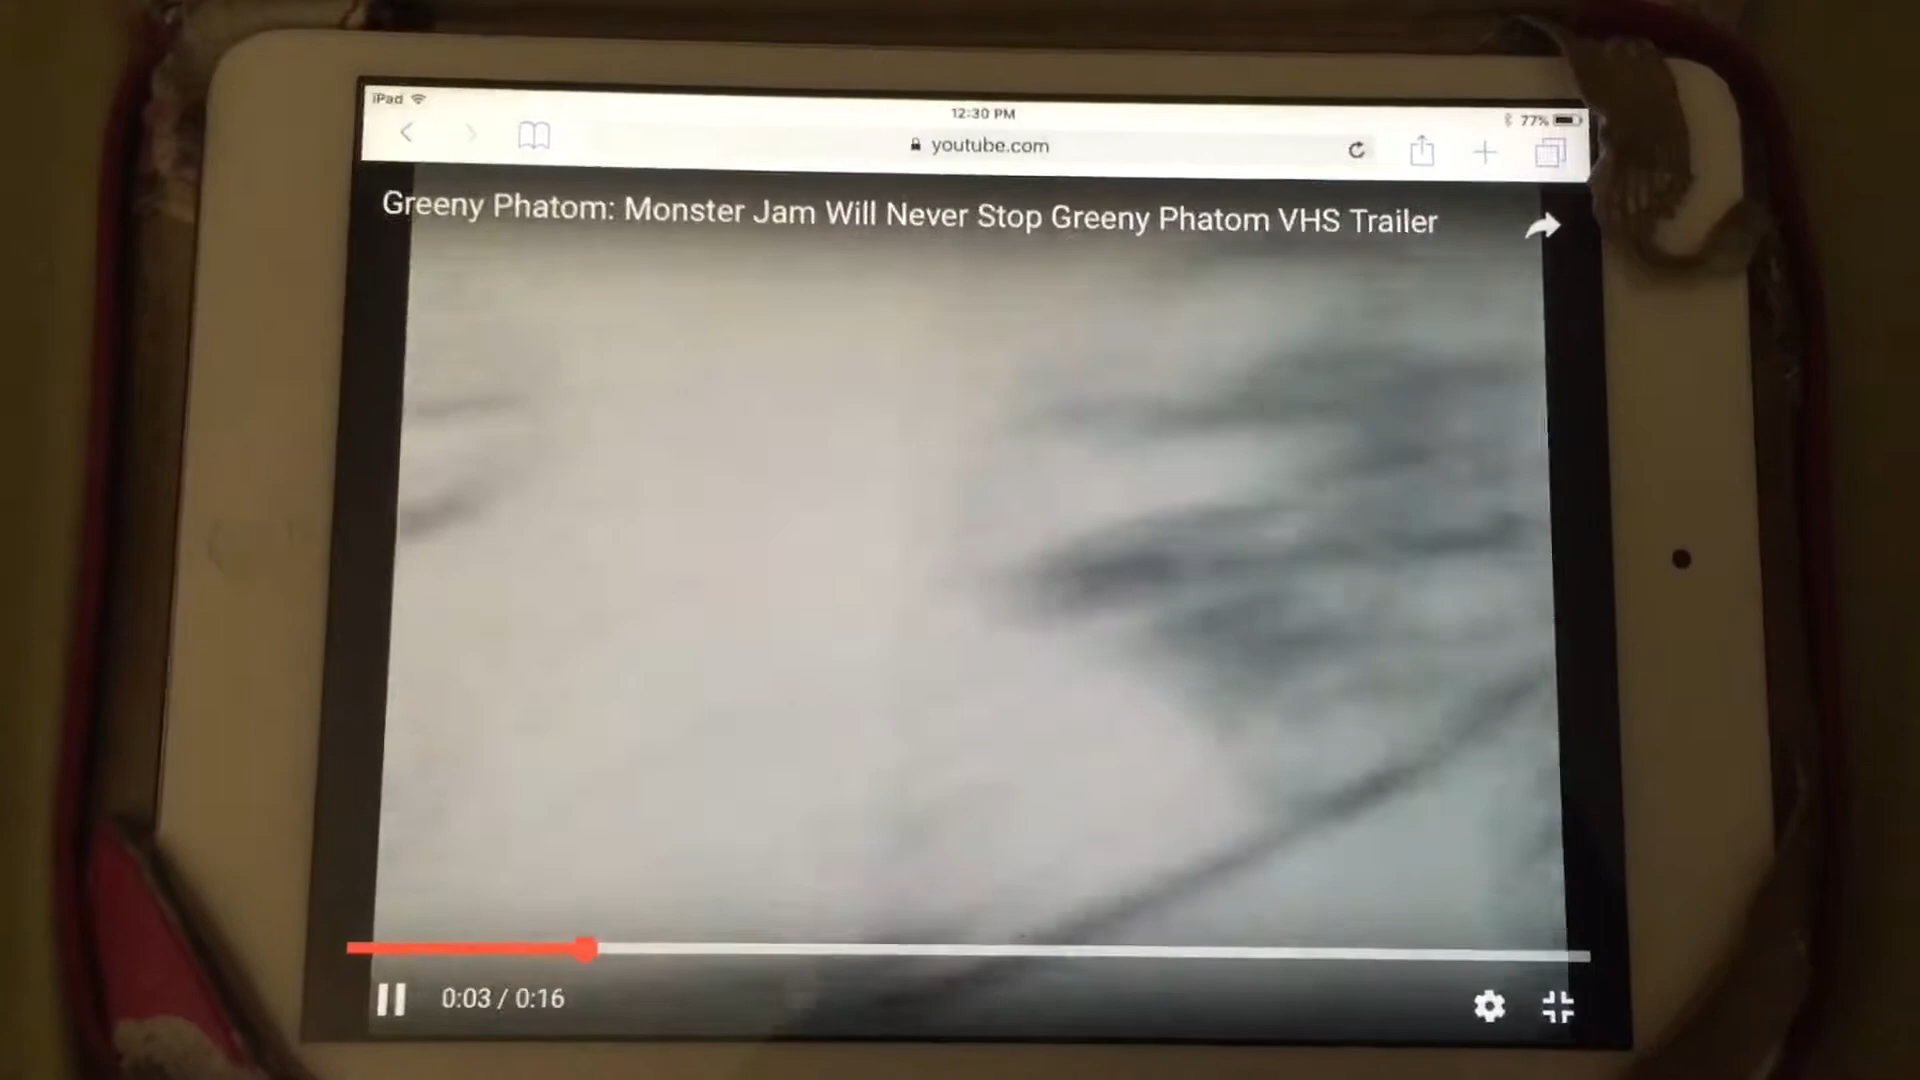 iPad
12:30 PM
77%
youtube.com
Greeny Phatom: Monster Jam Will Never Stop Greeny Phatom VHS Trailer
0:03 / 0:16